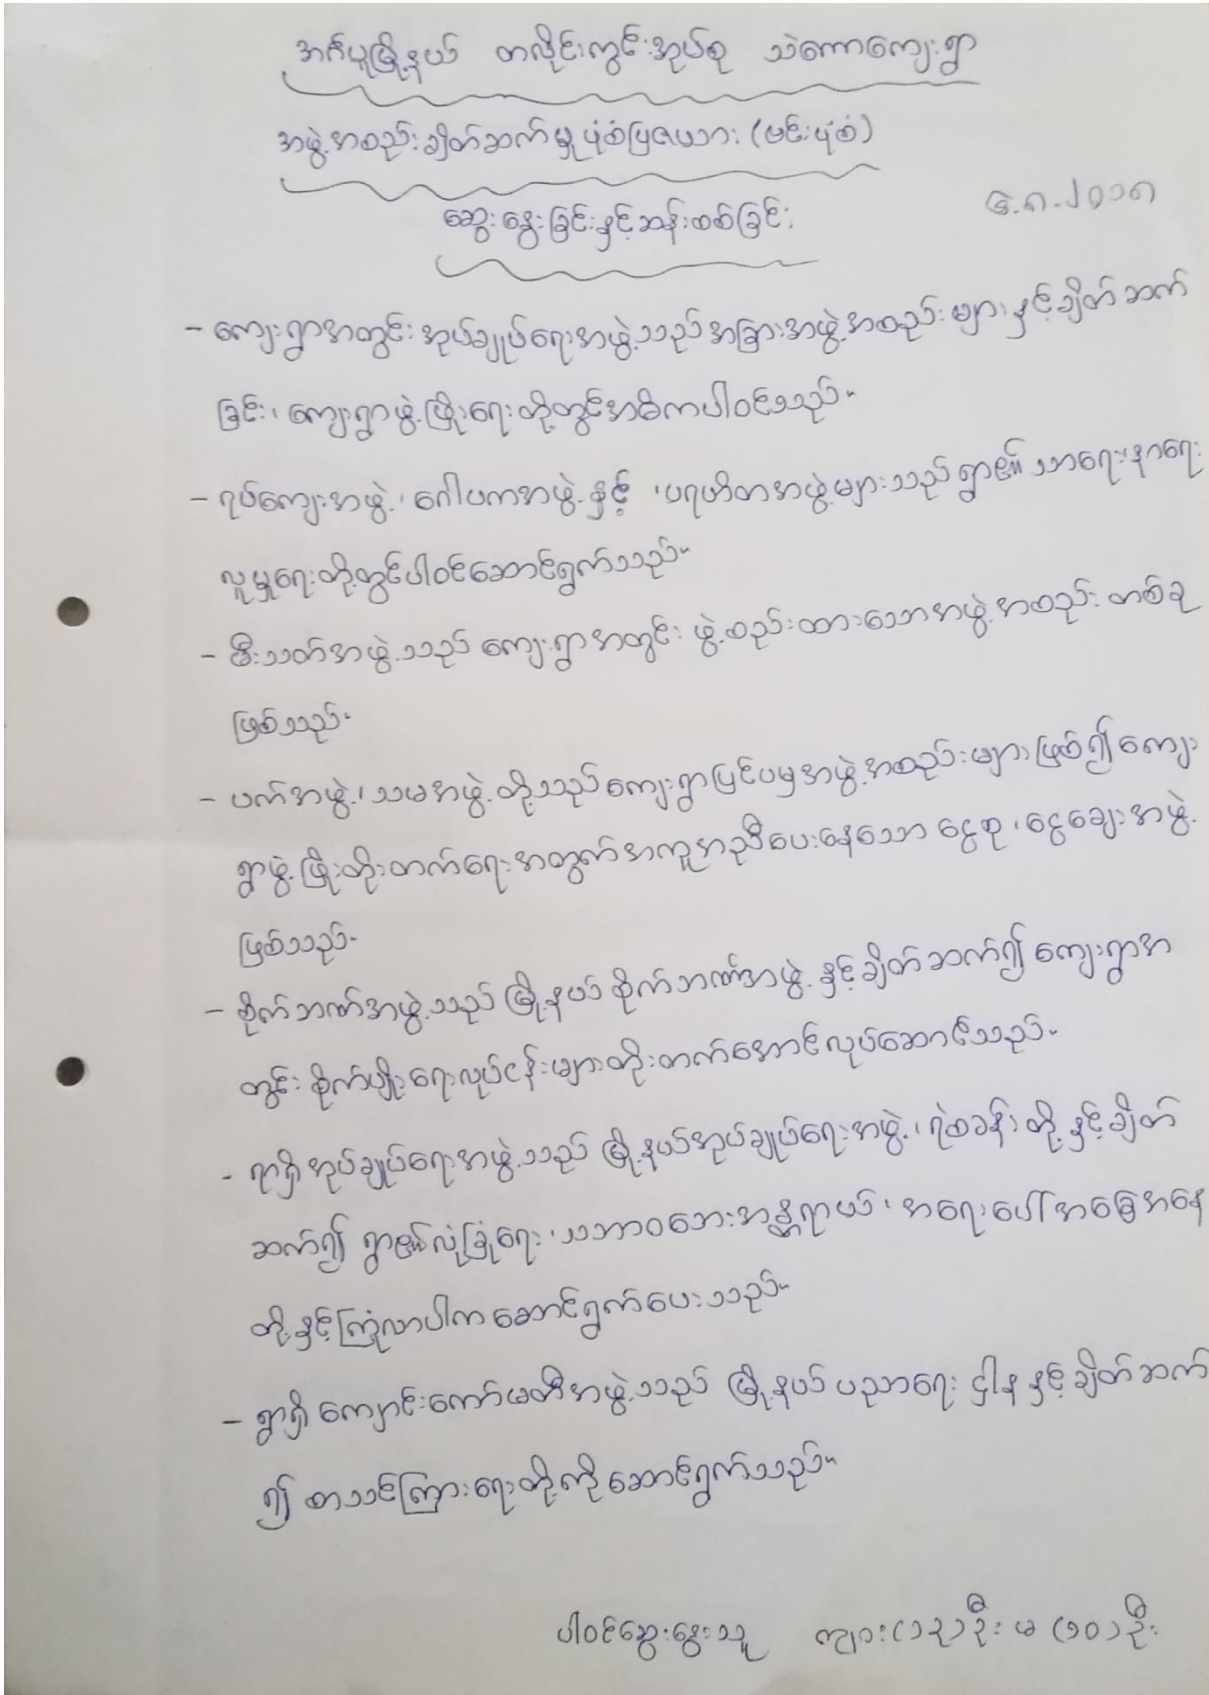 အင်္ဂပူမြို့နယ် တလိုင်းကွင်းအုပ်စု သဲကောကျေးရွာ
အဖွဲ့အစည်းချိတ်ဆက်မှုပုံစံပြဇယား (ဗင်းပုံစံ)
ဆွေးနွေးခြင်းနှင့်ဆန်းစစ်ခြင်း
၆.၈.၂၀၁၈
- ကျေးရွာအတွင်းအုပ်ချုပ်ရေးအဖွဲ့သည်အခြားအဖွဲ့အစည်းများနှင့်ချိတ်ဆက်
ခြင်း၊ ကျေးရွာဖွံ့ဖြိုးရေးတို့တွင်အဓိကပါဝင်သည်။
- ရပ်ကျေးအဖွဲ့၊ ဂေါပကအဖွဲ့နှင့် ၊ပရဟိတအဖွဲ့များသည်ရွာ၏ သာရေး၊နာရေး
လူမှုရေးတို့တွင်ပါဝင်ဆောင်ရွက်သည်။
- မီးသတ်အဖွဲ့သည် ကျေးရွာအတွင်း ဖွဲ့စည်းထားသောအဖွဲ့အစည်း တစ်ခု
ဖြစ်သည်။
- ပက်အဖွဲ့၊ သမအဖွဲ့တို့သည်ကျေးရွာပြင်ပမှအဖွဲ့အစည်းများဖြစ်၍ကျေး
ရွာဖွံ့ဖြိုးတိုးတက်ရေးအတွက်အကူအညီပေးနေသော ငွေစု၊ ငွေချေးအဖွဲ့
ဖြစ်သည်။
- စိုက်ဘဏ်အဖွဲ့သည် မြို့နယ်စိုက်ဘဏ်အဖွဲ့နှင့်ချိတ်ဆက်၍ ကျေးရွာအ
တွင်း စိုက်ပျိုးရေးလုပ်ငန်းများတိုးတက်အောင်လုပ်ဆောင်သည်။
- ရွာရှိအုပ်ချုပ်ရေးအဖွဲ့သည် မြို့နယ်အုပ်ချုပ်ရေးအဖွဲ့၊ ရဲစခန်းတို့နှင့်ချိတ်
ဆက်၍ ရွာ၏လုံခြုံရေး၊ သဘာဝဘေးအန္တရာယ်၊ အရေးပေါ်အခြေအနေ
တို့နှင့်ကြုံလာပါကဆောင်ရွက်ပေးသည်။
- ရွာရှိကျောင်းကော်မတီအဖွဲ့သည် မြို့နယ်ပညာရေးဌာနနှင့်ချိတ်ဆက်
၍ စာသင်ကြားရေးတို့ကိုဆောင်ရွက်သည်။
ပါဝင်ဆွေးနွေးသူ ကျား(၁၃)ဦး မ (၁၀)ဦး